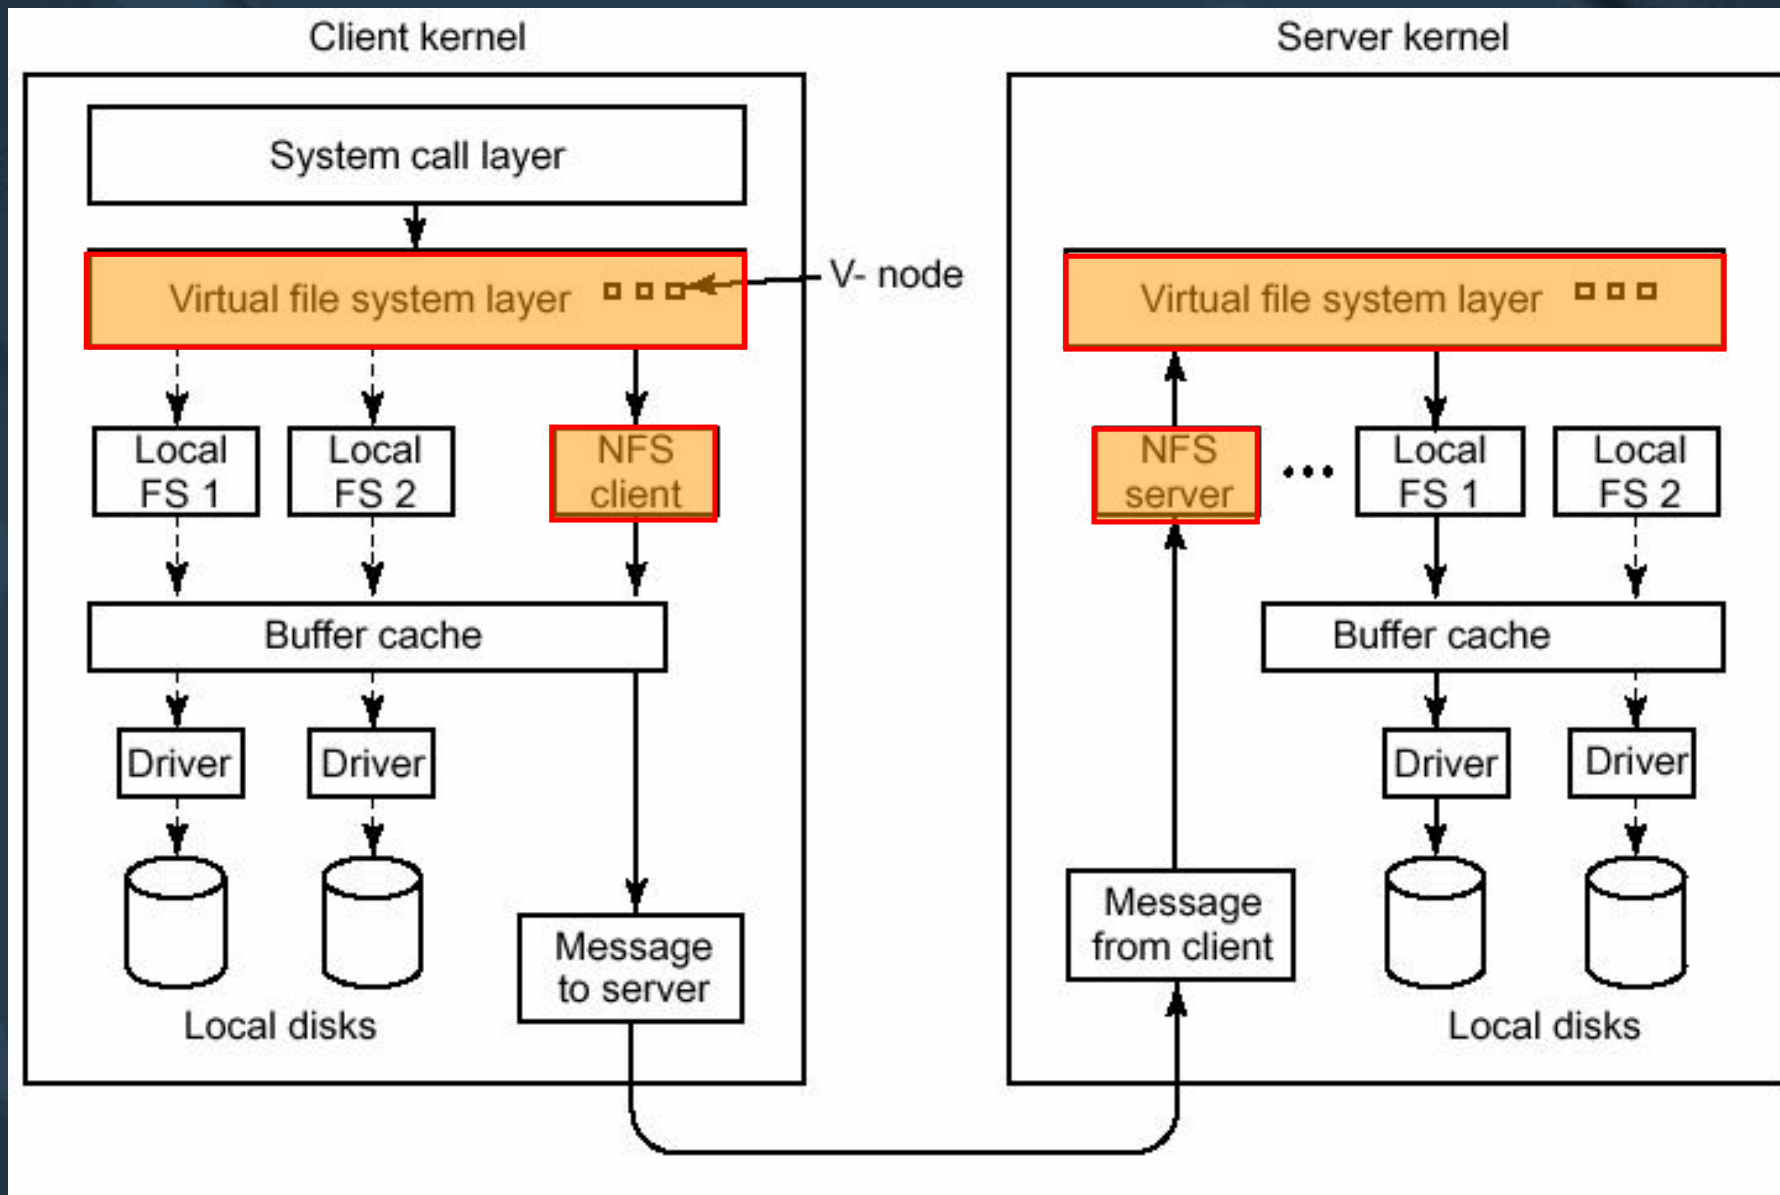 Client kernel
System call layer
Virtual file system layer
V- node
Local
FS 1
Local
FS 2
NFS
client
Buffer cache
Driver
Driver
Local disks
Message
to server
Server kernel
Virtual file system layer
NFS
server
Local
FS 1
Local
FS 2
Buffer cache
Driver
Driver
Message
from client
Local disks